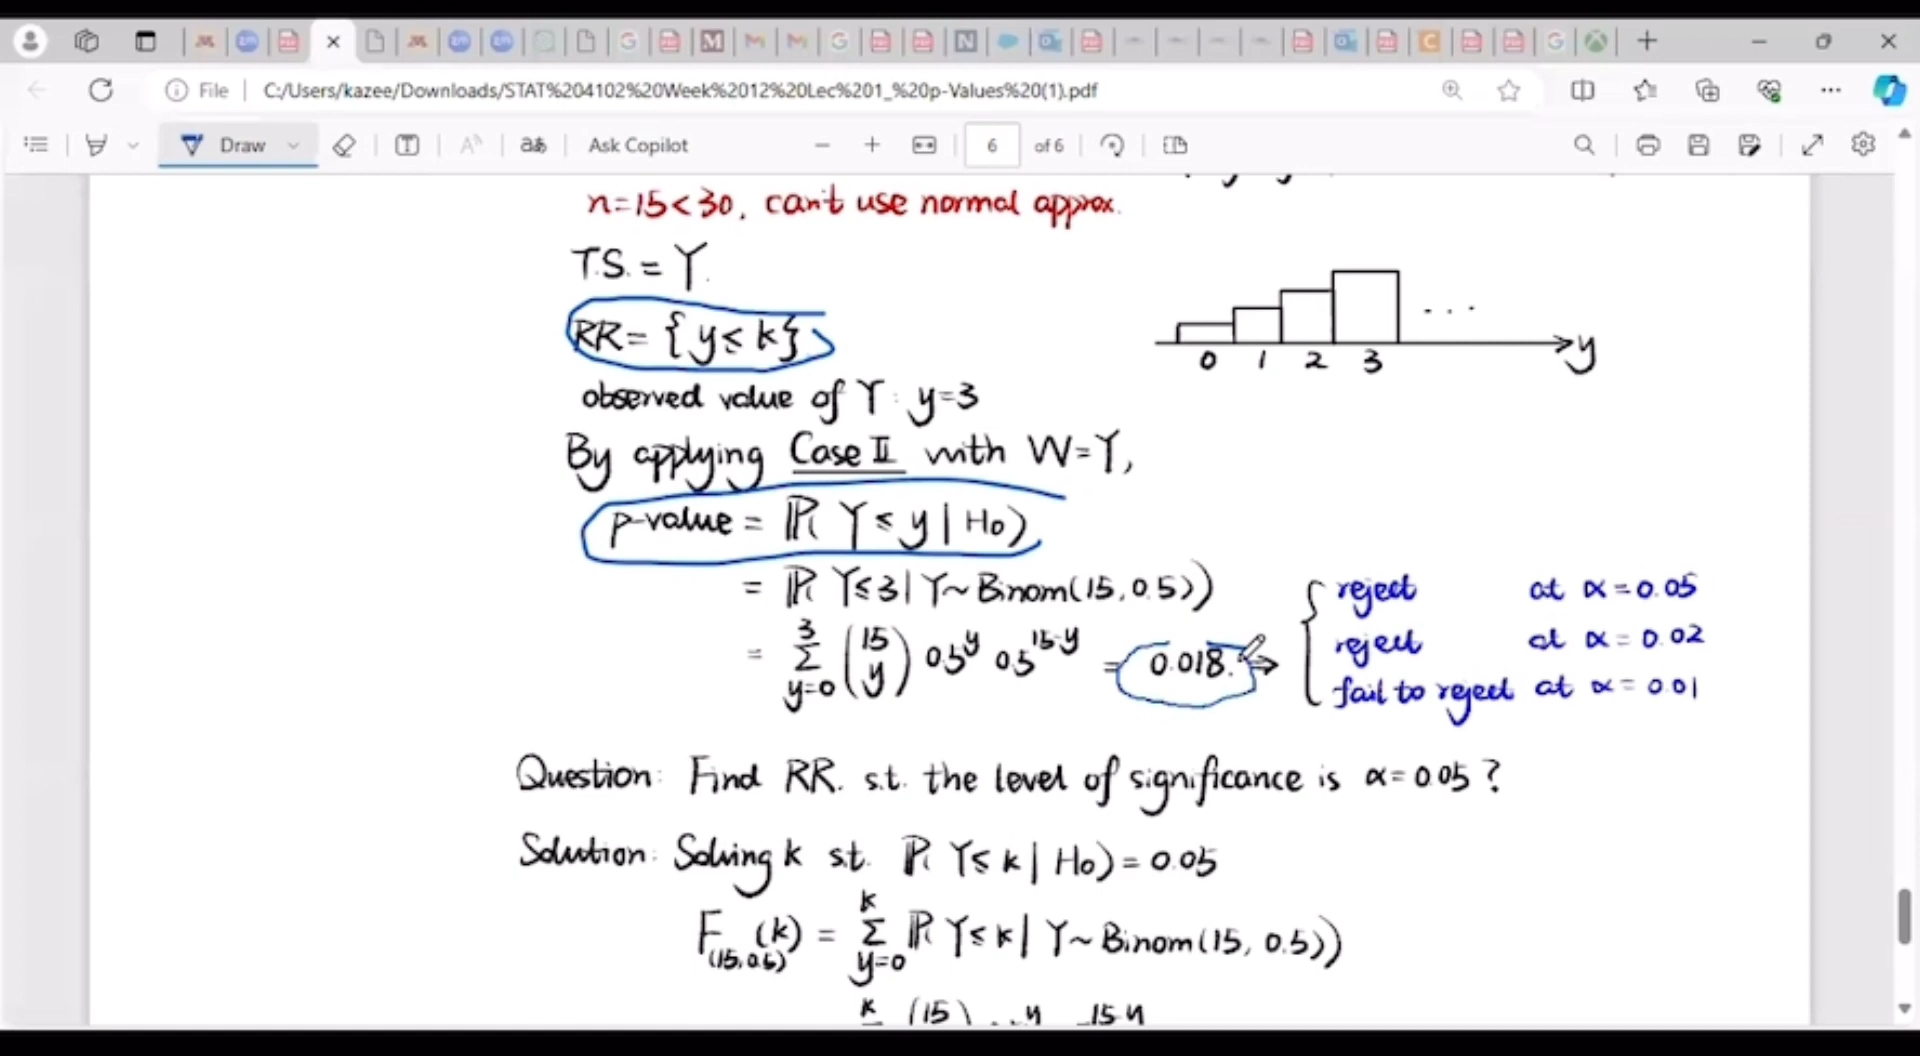 File C:/Users/kazee/Downloads/STAT%204102%20Week%2012%20Lec%201_%20p-Values%20(1).pdf
Draw Ask Copilot 6 of 6
n=15<30, can't use normal approx.
T.S. = Y.
RR= {y≤k}
0 1 2 3 ... y
observed value of Y: y=3
By applying Case II with W=Y,
p-value = ℙ( Y≤y | H0)
= ℙ( Y≤3 | Y~Binom(15, 0.5))
= 3 Σ y=0 (15 y) 0.5^y 0.5^15-y = 0.018. ⇒
reject at α=0.05
reject at α=0.02
fail to reject at α=0.01
Question: Find RR. s.t. the level of significance is α=0.05?
Solution: Solving k s.t. ℙ( Y≤k | H0)=0.05
F(15,0.5)(k) = k Σ y=0 ℙ( Y≤k | Y~Binom(15, 0.5))
k (15) y 15-y